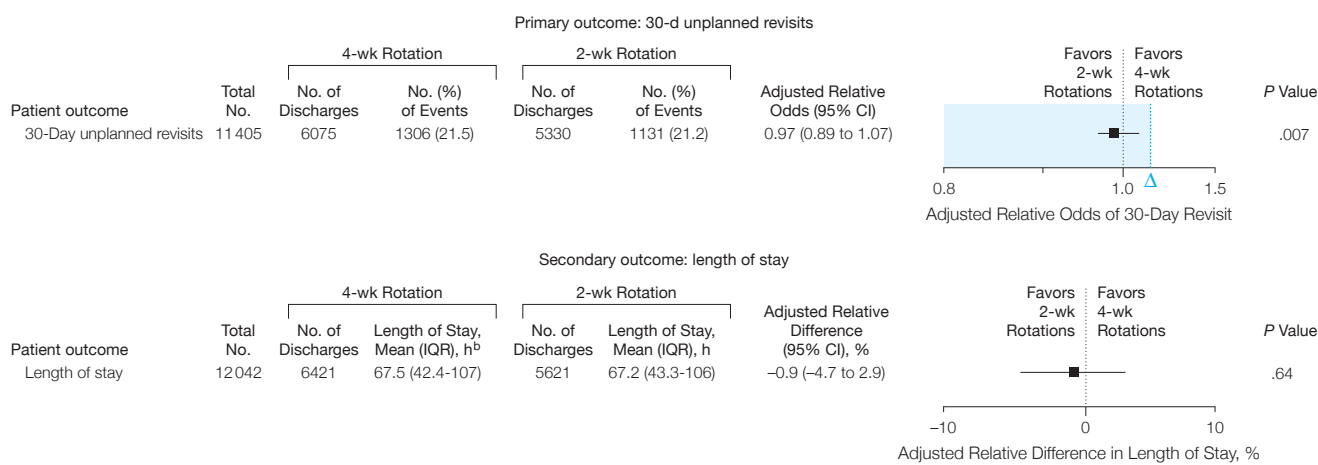 Primary outcome: 30-d unplanned revisits
4-wk Rotation 2-wk Rotation Favors 2-wk Rotations Favors 4-wk Rotations
Patient outcome Total No. No. of Discharges No. (%) of Events No. of Discharges No. (%) of Events Adjusted Relative Odds (95% CI) P Value
30-Day unplanned revisits 11 405 6075 1306 (21.5) 5330 1131 (21.2) 0.97 (0.89 to 1.07) .007
0.8 1.0 Δ 1.5
Adjusted Relative Odds of 30-Day Revisit
Secondary outcome: length of stay
4-wk Rotation 2-wk Rotation Favors 2-wk Rotations Favors 4-wk Rotations
Patient outcome Total No. No. of Discharges Length of Stay, Mean (IQR), hᵇ No. of Discharges Length of Stay, Mean (IQR), h Adjusted Relative Difference (95% CI), % P Value
Length of stay 12 042 6421 67.5 (42.4-107) 5621 67.2 (43.3-106) –0.9 (–4.7 to 2.9) .64
–10 0 10
Adjusted Relative Difference in Length of Stay, %